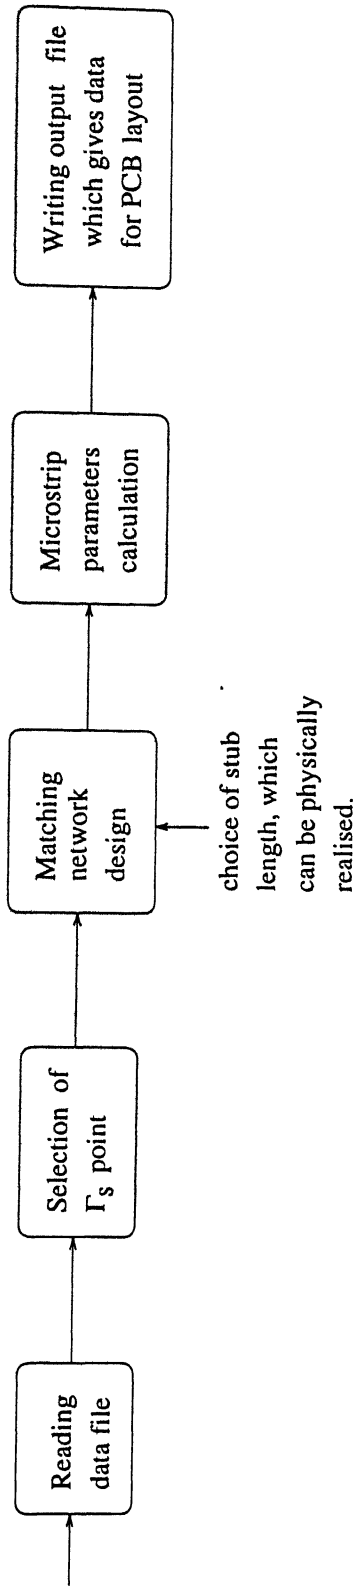 Reading
data file
Selection of
Γs point
Matching
network
design
choice of stub
length, which
can be physically
realised.
Microstrip
parameters
calculation
Writing output file
which gives data
for PCB layout